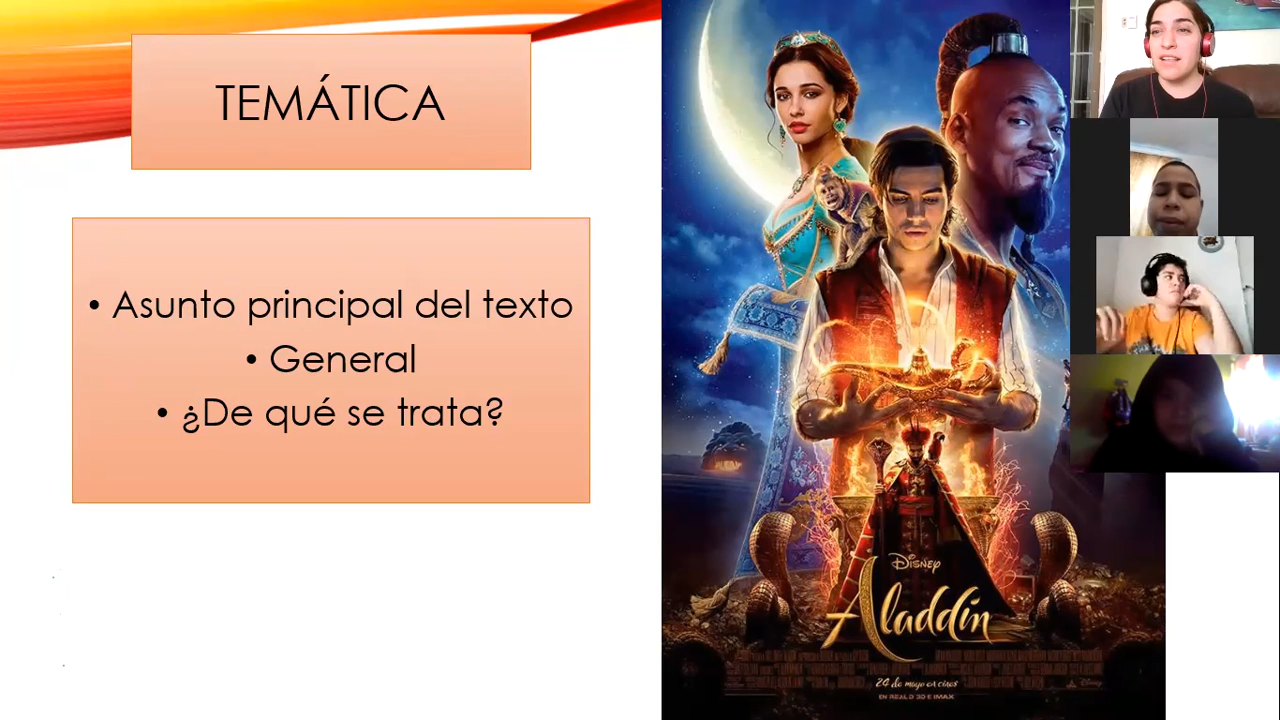 TEMÁTICA
• Asunto principal del texto
• General
• ¿De qué se trata?
DISNEY
Aladdin
24 de mayo en cines
EN REALD 3D E IMAX